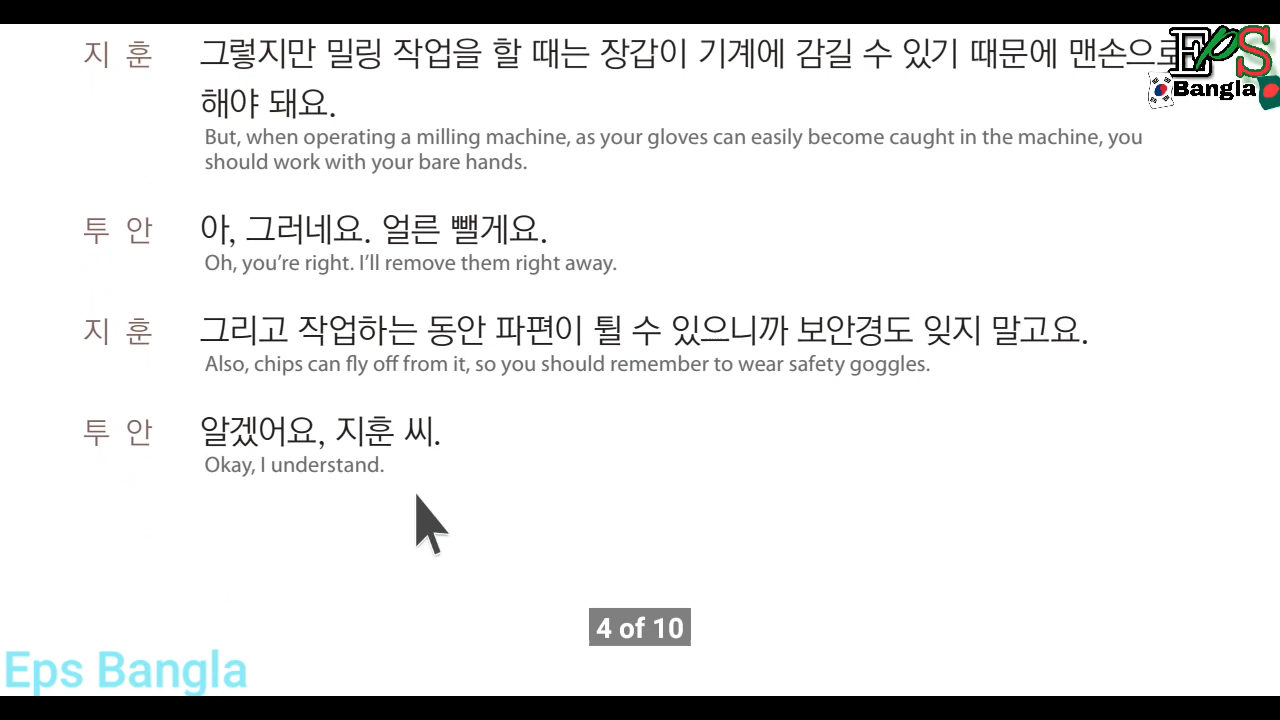 지 훈 그렇지만 밀링 작업을 할 때는 장갑이 기계에 감길 수 있기 때문에 맨손으로
해야 돼요.
But, when operating a milling machine, as your gloves can easily become caught in the machine, you
should work with your bare hands.
투 안 아, 그러네요. 얼른 뺄게요.
Oh, you're right. I'll remove them right away.
지 훈 그리고 작업하는 동안 파편이 튈 수 있으니까 보안경도 잊지 말고요.
Also, chips can fly off from it, so you should remember to wear safety goggles.
투 안 알겠어요, 지훈 씨.
Okay, I understand.
4 of 10
Eps Bangla
EpS
Bangla